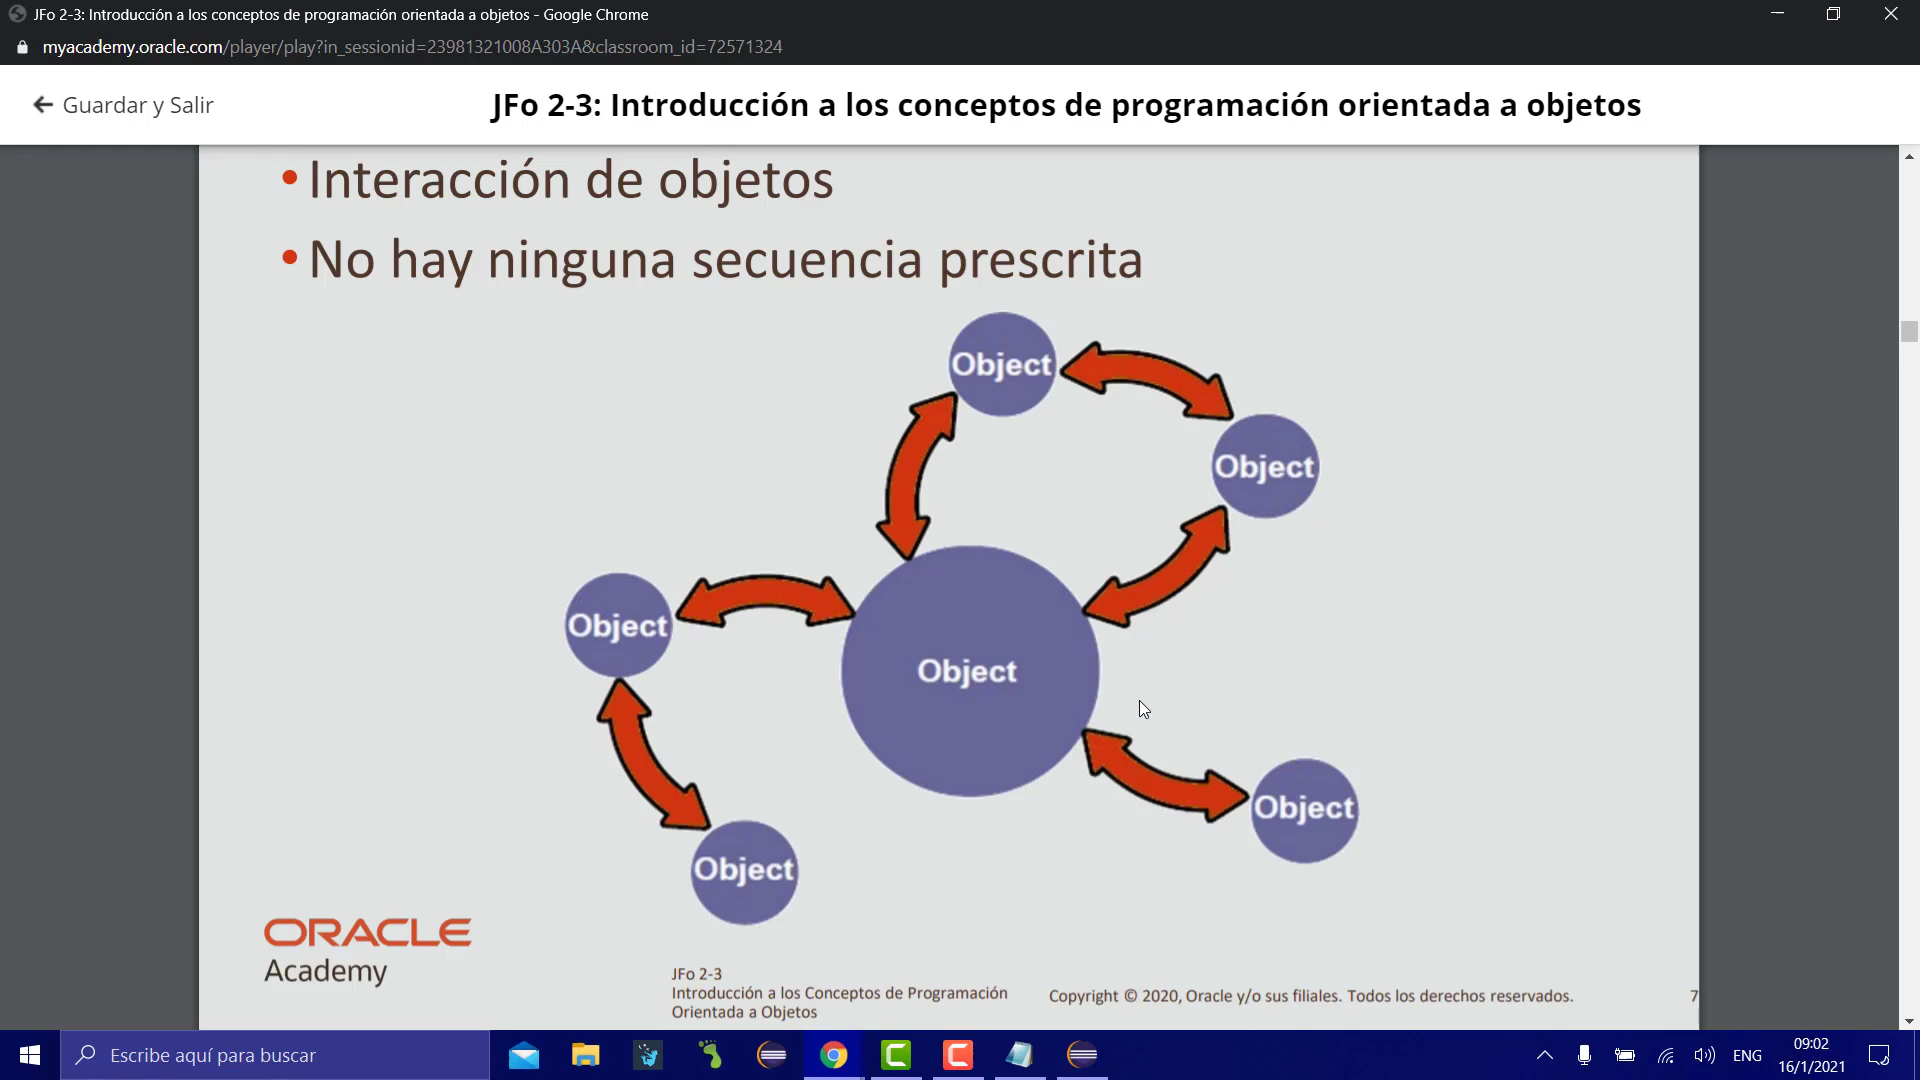 JFo 2-3: Introducción a los conceptos de programación orientada a objetos - Google Chrome
myacademy.oracle.com/player/play?in_sessionid=23981321008A303A&classroom_id=72571324
Guardar y Salir
JFo 2-3: Introducción a los conceptos de programación orientada a objetos
• Interacción de objetos
• No hay ninguna secuencia prescrita
Object
Object
Object
Object
Object
Object
ORACLE
Academy
JFo 2-3
Introducción a los Conceptos de Programación
Orientada a Objetos
Copyright © 2020, Oracle y/o sus filiales. Todos los derechos reservados.
7
Escribe aquí para buscar
ENG
09:02
16/1/2021